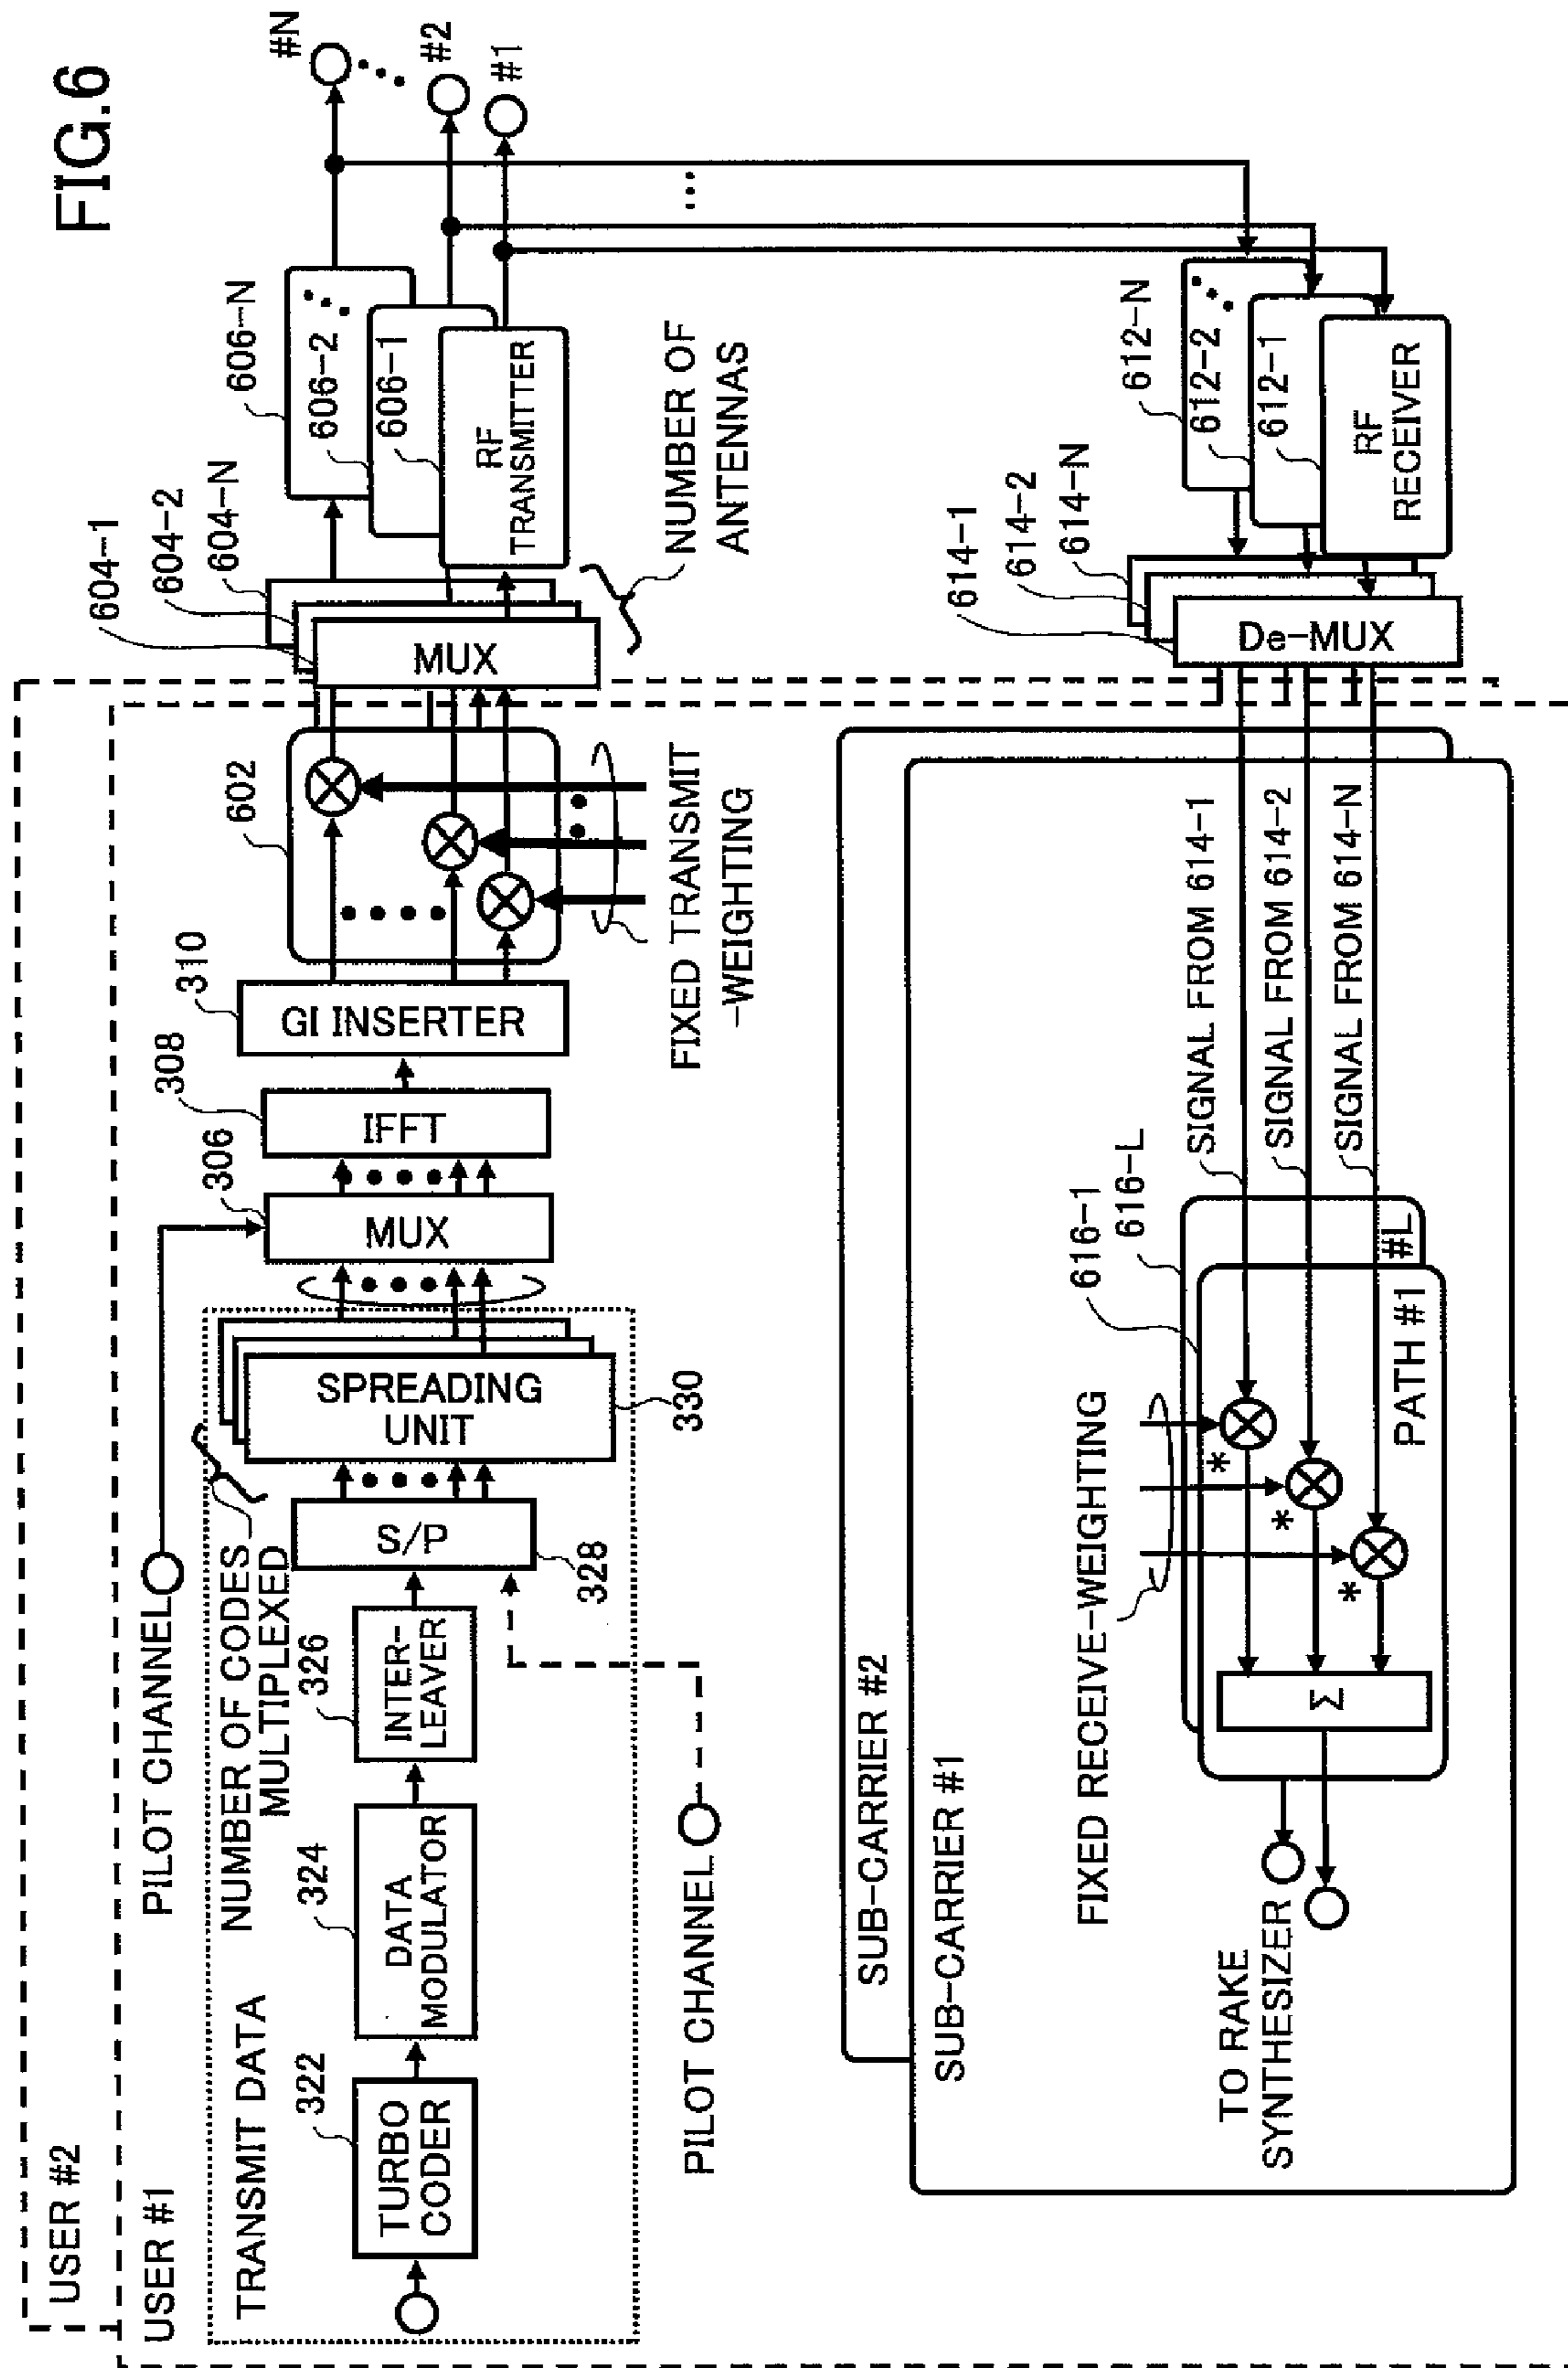 FIG.6
USER #2
USER #1
PILOT CHANNEL
TRANSMIT DATA
NUMBER OF CODES
MULTIPLEXED
322
TURBO
CODER
324
DATA
MODULATOR
326
INTER-
LEAVER
328
S/P
330
SPREADING
UNIT
PILOT CHANNEL
306
MUX
308
IFFT
310
GI INSERTER
602
FIXED TRANSMIT
-WEIGHTING
604-1
604-2
604-N
MUX
606-N
606-2
606-1
RF
TRANSMITTER
NUMBER OF
ANTENNAS
#N
#2
#1
612-N
612-2
612-1
RF
RECEIVER
614-1
614-2
614-N
De-MUX
SUB-CARRIER #2
SUB-CARRIER #1
SIGNAL FROM 614-1
SIGNAL FROM 614-2
SIGNAL FROM 614-N
616-1
616-L
FIXED RECEIVE-WEIGHTING
#L
PATH #1
*
*
*
Σ
TO RAKE
SYNTHESIZER